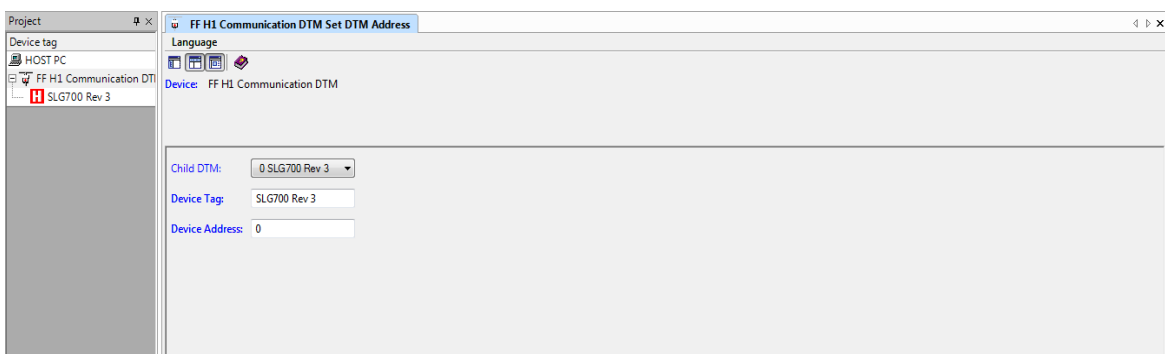 Project
Device tag
HOST PC
FF H1 Communication DTI
H SLG700 Rev 3
FF H1 Communication DTM Set DTM Address
Language
Device: FF H1 Communication DTM
Child DTM: 0 SLG700 Rev 3
Device Tag: SLG700 Rev 3
Device Address: 0